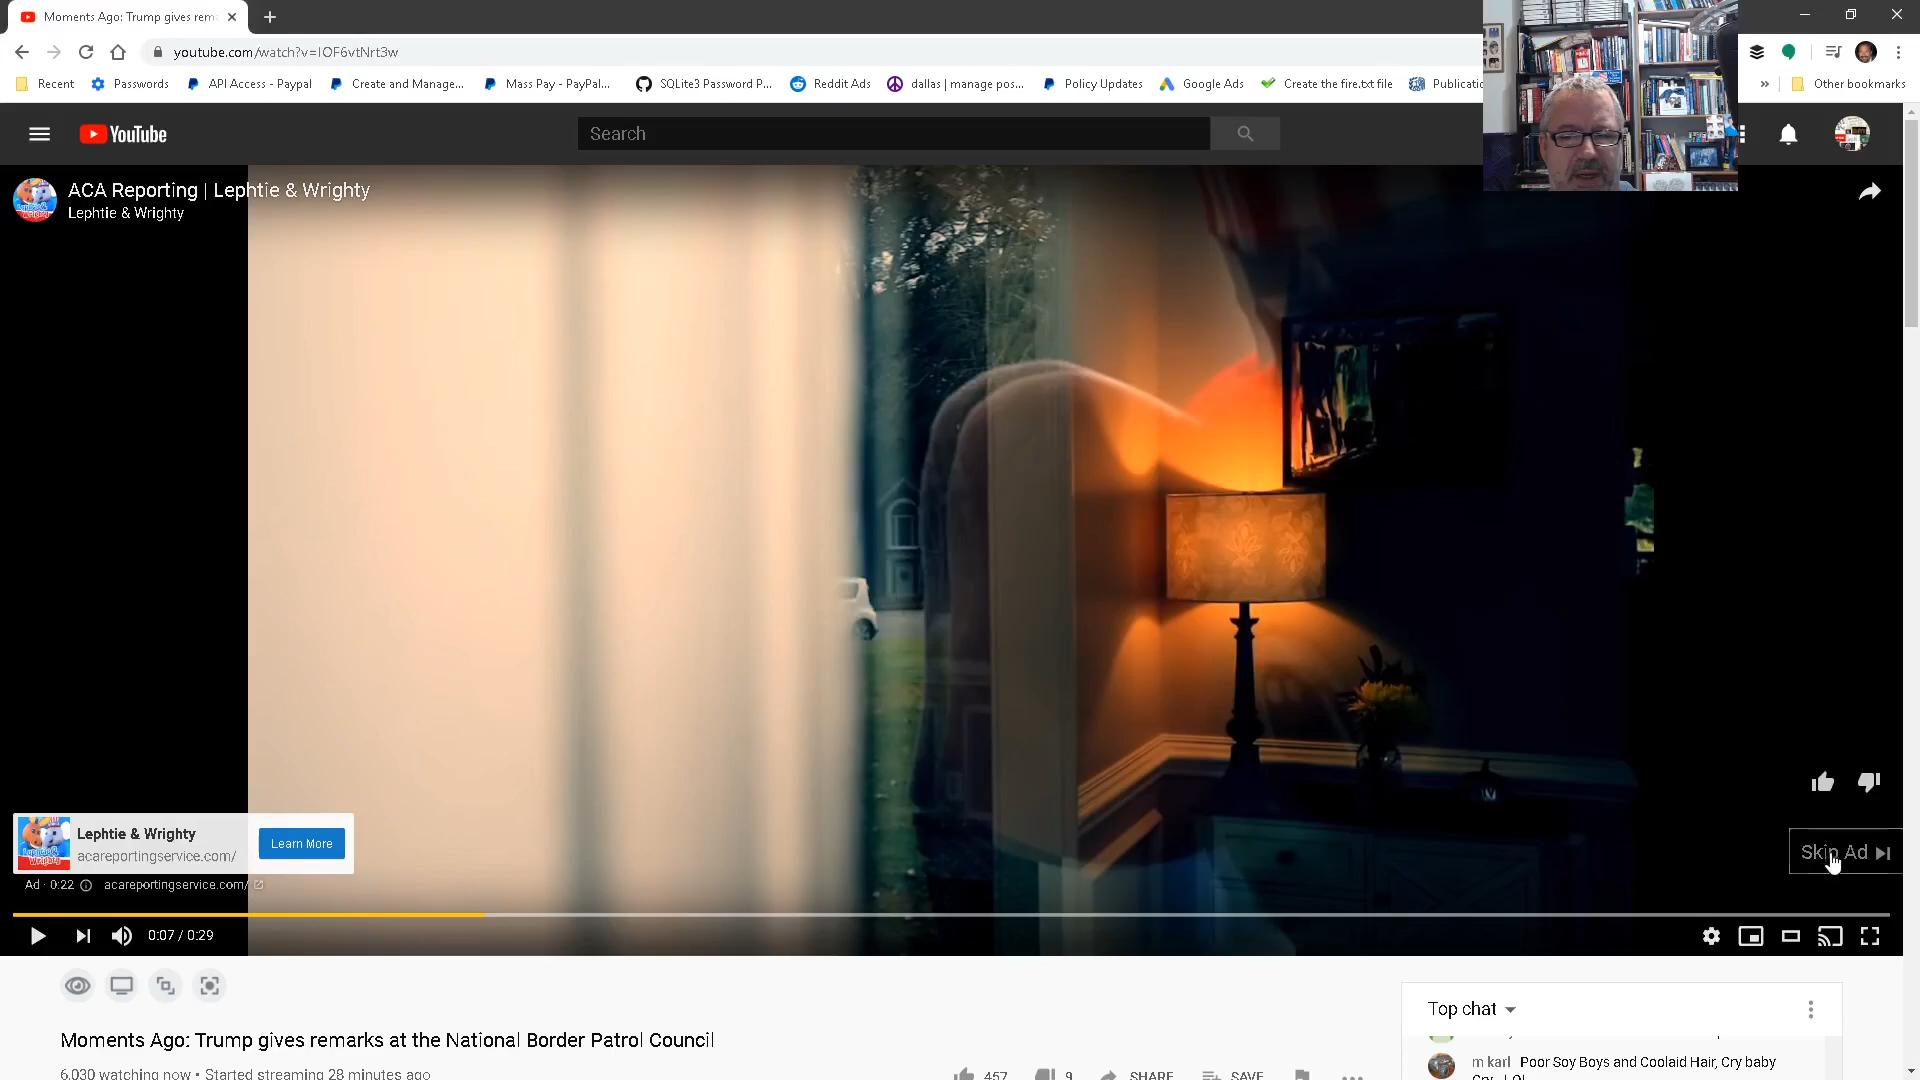 Moments Ago: Trump gives rem
youtube.com/watch?v=IOF6vtNrt3w
Recent
Passwords
API Access - Paypal
Create and Manage...
Mass Pay - PayPal...
SQLite3 Password P...
Reddit Ads
dallas | manage pos...
Policy Updates
Google Ads
Create the fire.txt file
Publicatio
Other bookmarks
YouTube
Search
ACA Reporting | Lephtie & Wrighty
Lephtie & Wrighty
Lephtie & Wrighty
acareportingservice.com/
Learn More
Skip Ad
Ad · 0:22
acareportingservice.com/
0:07 / 0:29
Moments Ago: Trump gives remarks at the National Border Patrol Council
6,030 watching now • Started streaming 28 minutes ago
457
9
SHARE
SAVE
Top chat
m karl Poor Soy Boys and Coolaid Hair, Cry baby